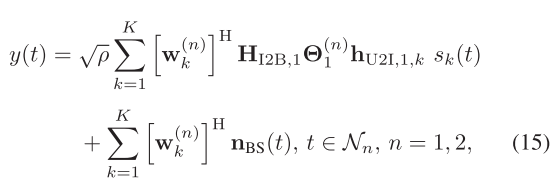 y(t) = √ρ ∑_{k=1}^{K} [w_k^{(n)}]^H H_{I2B,1} Θ_1^{(n)} h_{U2I,1,k} s_k(t)
+ ∑_{k=1}^{K} [w_k^{(n)}]^H n_{BS}(t), t ∈ 𝒩_n, n = 1, 2, (15)